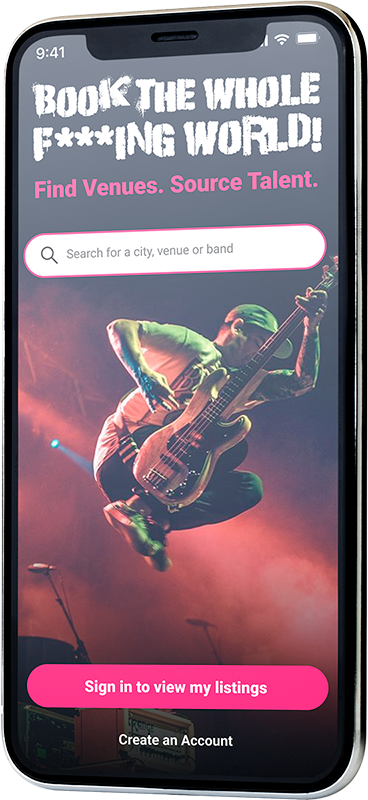 9:41
BOOK THE WHOLE
F***ING WORLD!
Find Venues. Source Talent.
Search for a city, venue or band
Sign in to view my listings
Create an Account